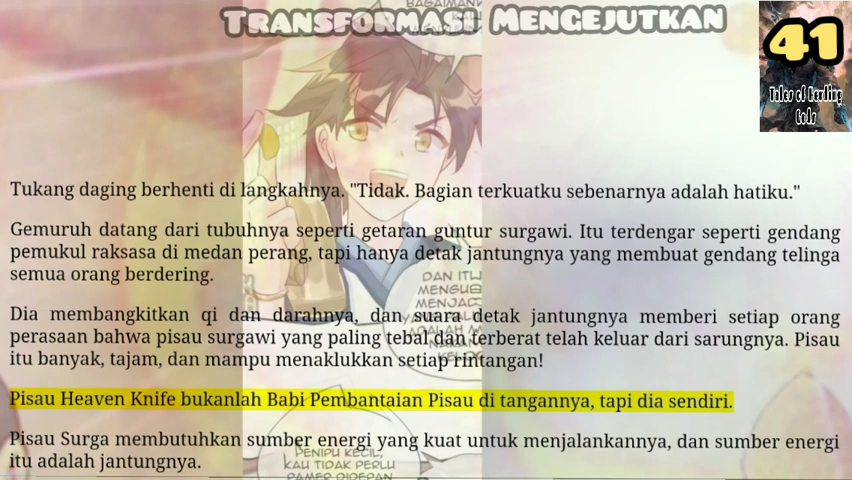 BAGAIMANA
TRANSFORMASI MENGEJUTKAN
41
Tales of Herding
Gods
Tukang daging berhenti di langkahnya. "Tidak. Bagian terkuatku sebenarnya adalah hatiku."
Gemuruh datang dari tubuhnya seperti getaran guntur surgawi. Itu terdengar seperti gendang
pemukul raksasa di medan perang, tapi hanya detak jantungnya yang membuat gendang telinga
semua orang berdering.
DAN ITU
MENGUB
MENJAD
Dia membangkitkan qi dan darahnya, dan suara detak jantungnya memberi setiap orang
perasaan bahwa pisau surgawi yang paling tebal dan terberat telah keluar dari sarungnya. Pisau
itu banyak, tajam, dan mampu menaklukkan setiap rintangan!
Pisau Heaven Knife bukanlah Babi Pembantaian Pisau di tangannya, tapi dia sendiri.
Pisau Surga membutuhkan sumber energi yang kuat untuk menjalankannya, dan sumber energi
itu adalah jantungnya.
PENIPU KECIL,
KAU TIDAK PERLU
PAMER DIDEPAN